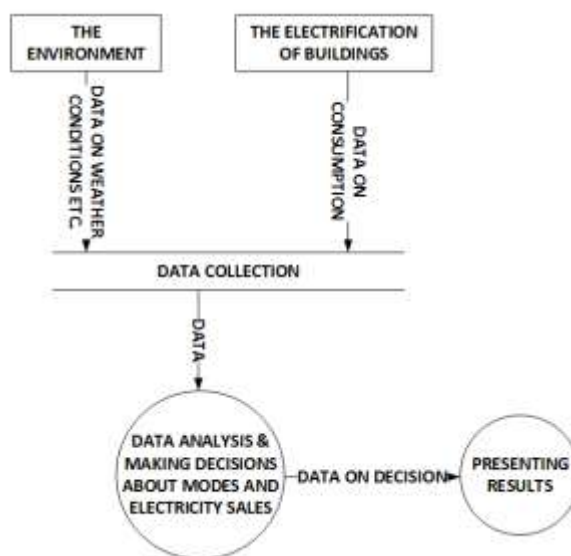 THE
ENVIRONMENT
THE ELECTRIFICATION
OF BUILDINGS
DATA ON WEATHER
CONDITIONS ETC.
DATA ON
CONSUMPTION
DATA COLLECTION
DATA
DATA ANALYSIS &
MAKING DECISIONS
ABOUT MODES AND
ELECTRICITY SALES
DATA ON DECISION
PRESENTING
RESULTS